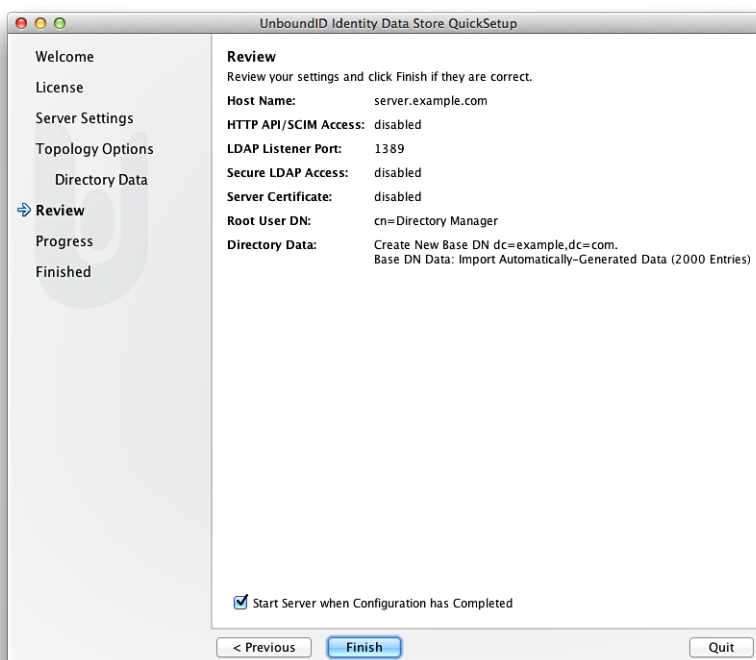 UnboundID Identity Data Store QuickSetup
Welcome
License
Server Settings
Topology Options
Directory Data
Review
Progress
Finished
Review
Review your settings and click Finish if they are correct.
Host Name: server.example.com
HTTP API/SCIM Access: disabled
LDAP Listener Port: 1389
Secure LDAP Access: disabled
Server Certificate: disabled
Root User DN: cn=Directory Manager
Directory Data: Create New Base DN dc=example,dc=com.
Base DN Data: Import Automatically-Generated Data (2000 Entries)
Start Server when Configuration has Completed
< Previous Finish Quit